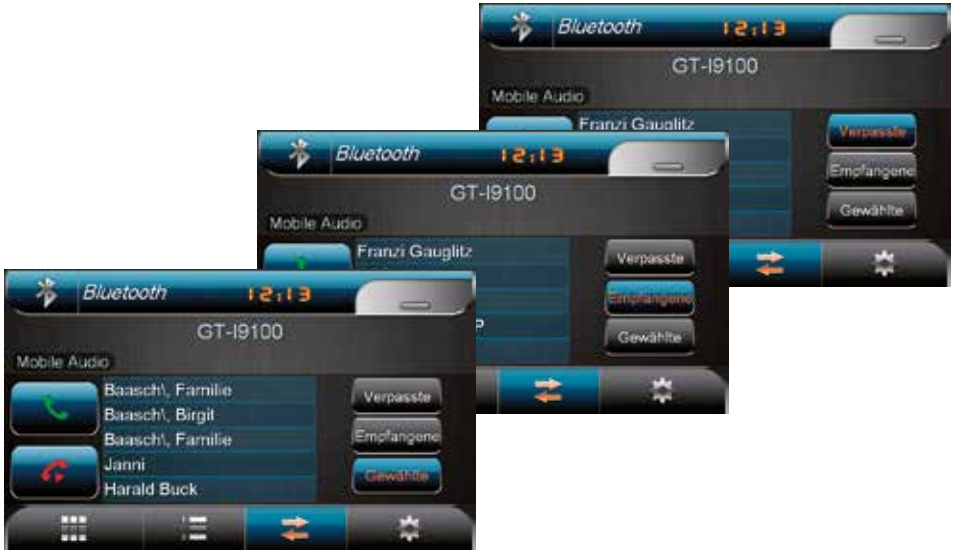 Bluetooth 12:13
GT-I9100
Mobile Audio
Franzi Gauglitz
Verpasste
Empfangene
Gewählte
Bluetooth 12:13
GT-I9100
Mobile Audio
Franzi Gauglitz
Verpasste
Empfangene
P
Gewählte
Bluetooth 12:13
GT-I9100
Mobile Audio
Baasch\, Familie
Verpasste
Baasch\, Birgit
Baasch\, Familie
Empfangene
Janni
Gewählte
Harald Buck